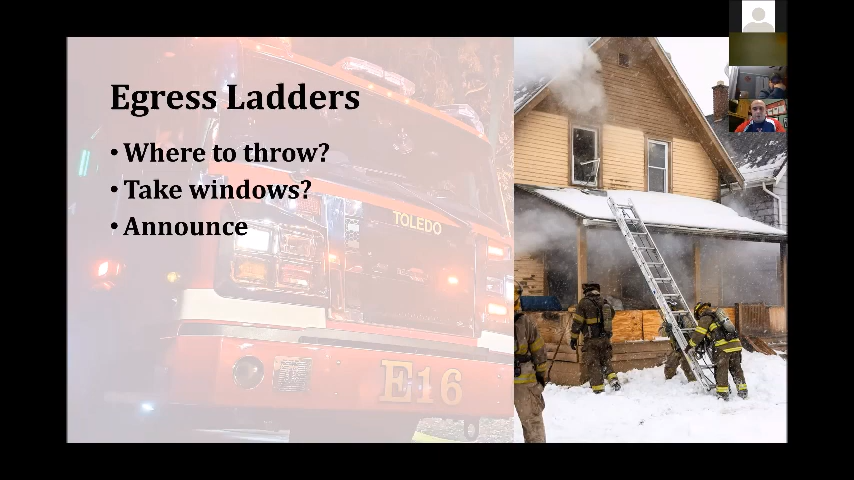 Egress Ladders
• Where to throw?
• Take windows?
• Announce
TOLEDO
E16